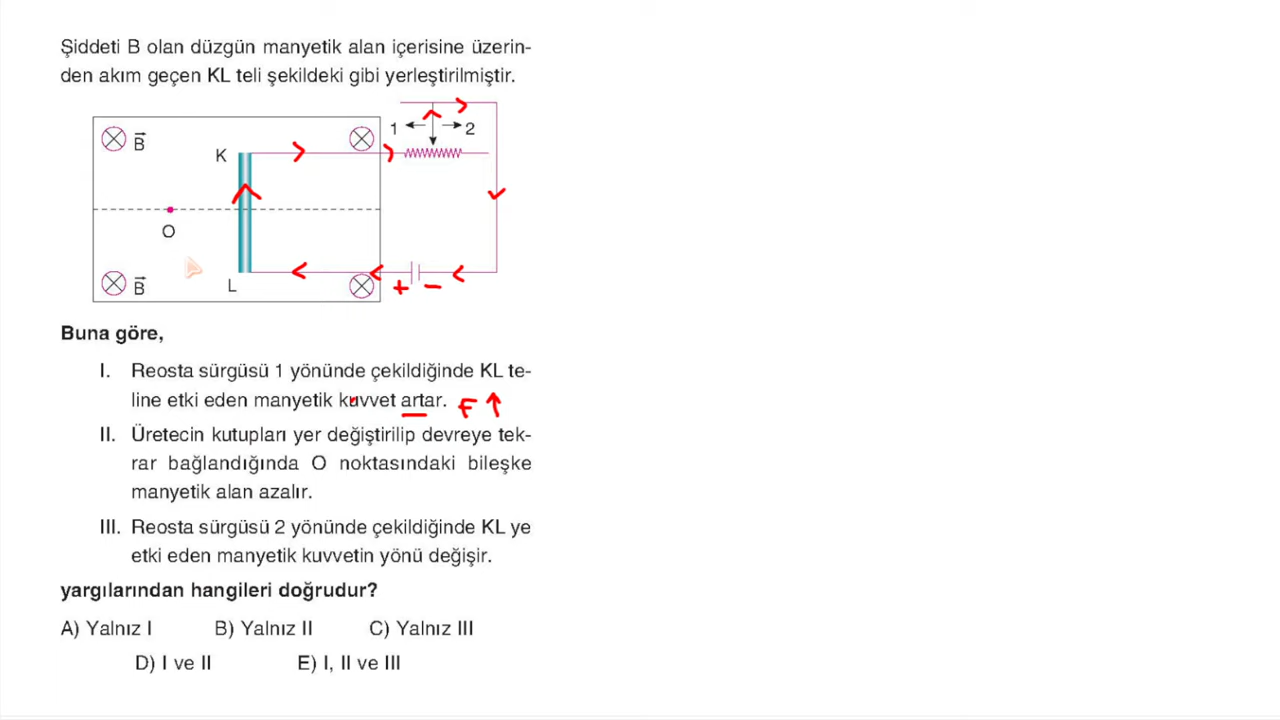 Şiddeti B olan düzgün manyetik alan içerisine üzerin-
den akım geçen KL teli şekildeki gibi yerleştirilmiştir.
B
1
2
K
O
L
B
+ −
Buna göre,
I. Reosta sürgüsü 1 yönünde çekildiğinde KL te-
line etki eden manyetik kuvvet artar. F
II. Üretecin kutupları yer değiştirilip devreye tek-
rar bağlandığında O noktasındaki bileşke
manyetik alan azalır.
III. Reosta sürgüsü 2 yönünde çekildiğinde KL ye
etki eden manyetik kuvvetin yönü değişir.
yargılarından hangileri doğrudur?
A) Yalnız I B) Yalnız II C) Yalnız III
D) I ve II E) I, II ve III